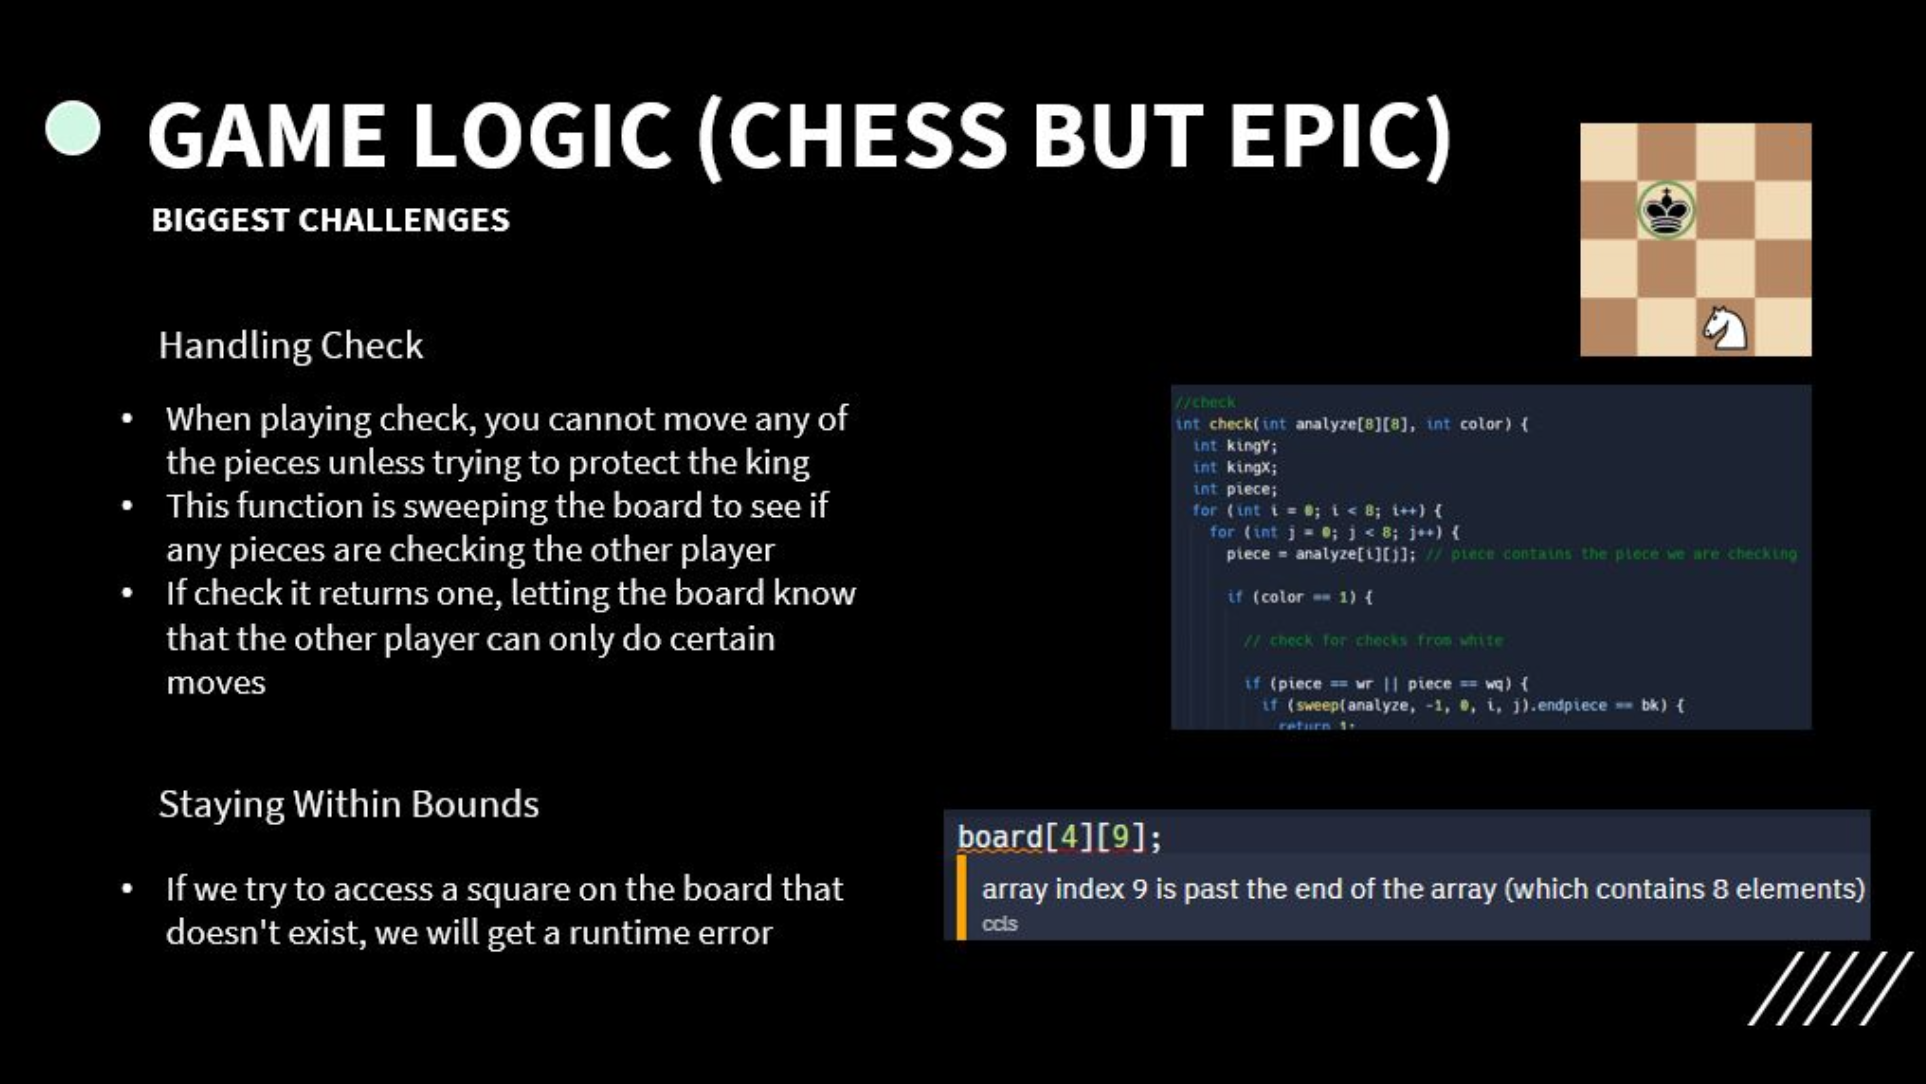 GAME LOGIC (CHESS BUT EPIC)
BIGGEST CHALLENGES
Handling Check
• When playing check, you cannot move any of
the pieces unless trying to protect the king
• This function is sweeping the board to see if
any pieces are checking the other player
• If check it returns one, letting the board know
that the other player can only do certain
moves
//check
int check(int analyze[8][8], int color) {
int kingY;
int kingX;
int piece;
for (int i = 0; i < 8; i++) {
for (int j = 0; j < 8; j++) {
piece = analyze[i][j]; // piece contains the piece we are checking
if (color == 1) {
// check for checks from white
if (piece == wr || piece == wq) {
if (sweep(analyze, -1, 0, i, j).endpiece == bk) {
return 1;
Staying Within Bounds
• If we try to access a square on the board that
doesn't exist, we will get a runtime error
board[4][9];
array index 9 is past the end of the array (which contains 8 elements)
ccls